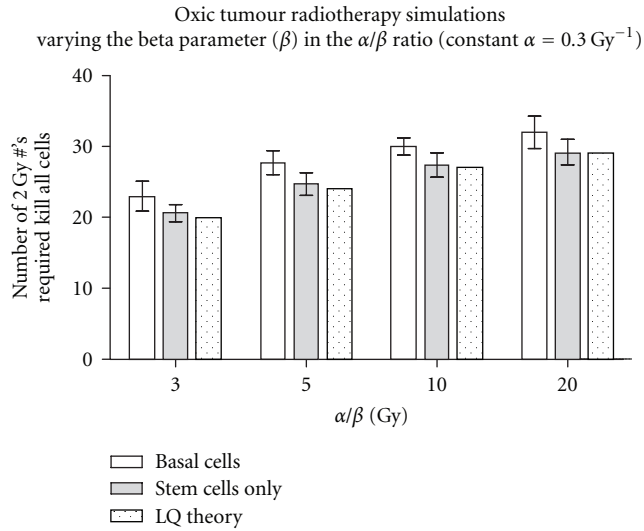 Oxic tumour radiotherapy simulations
varying the beta parameter (β) in the α/β ratio (constant α = 0.3 Gy⁻¹)
Number of 2 Gy #'s
required kill all cells
40
30
20
10
0
3 5 10 20
α/β (Gy)
Basal cells
Stem cells only
LQ theory